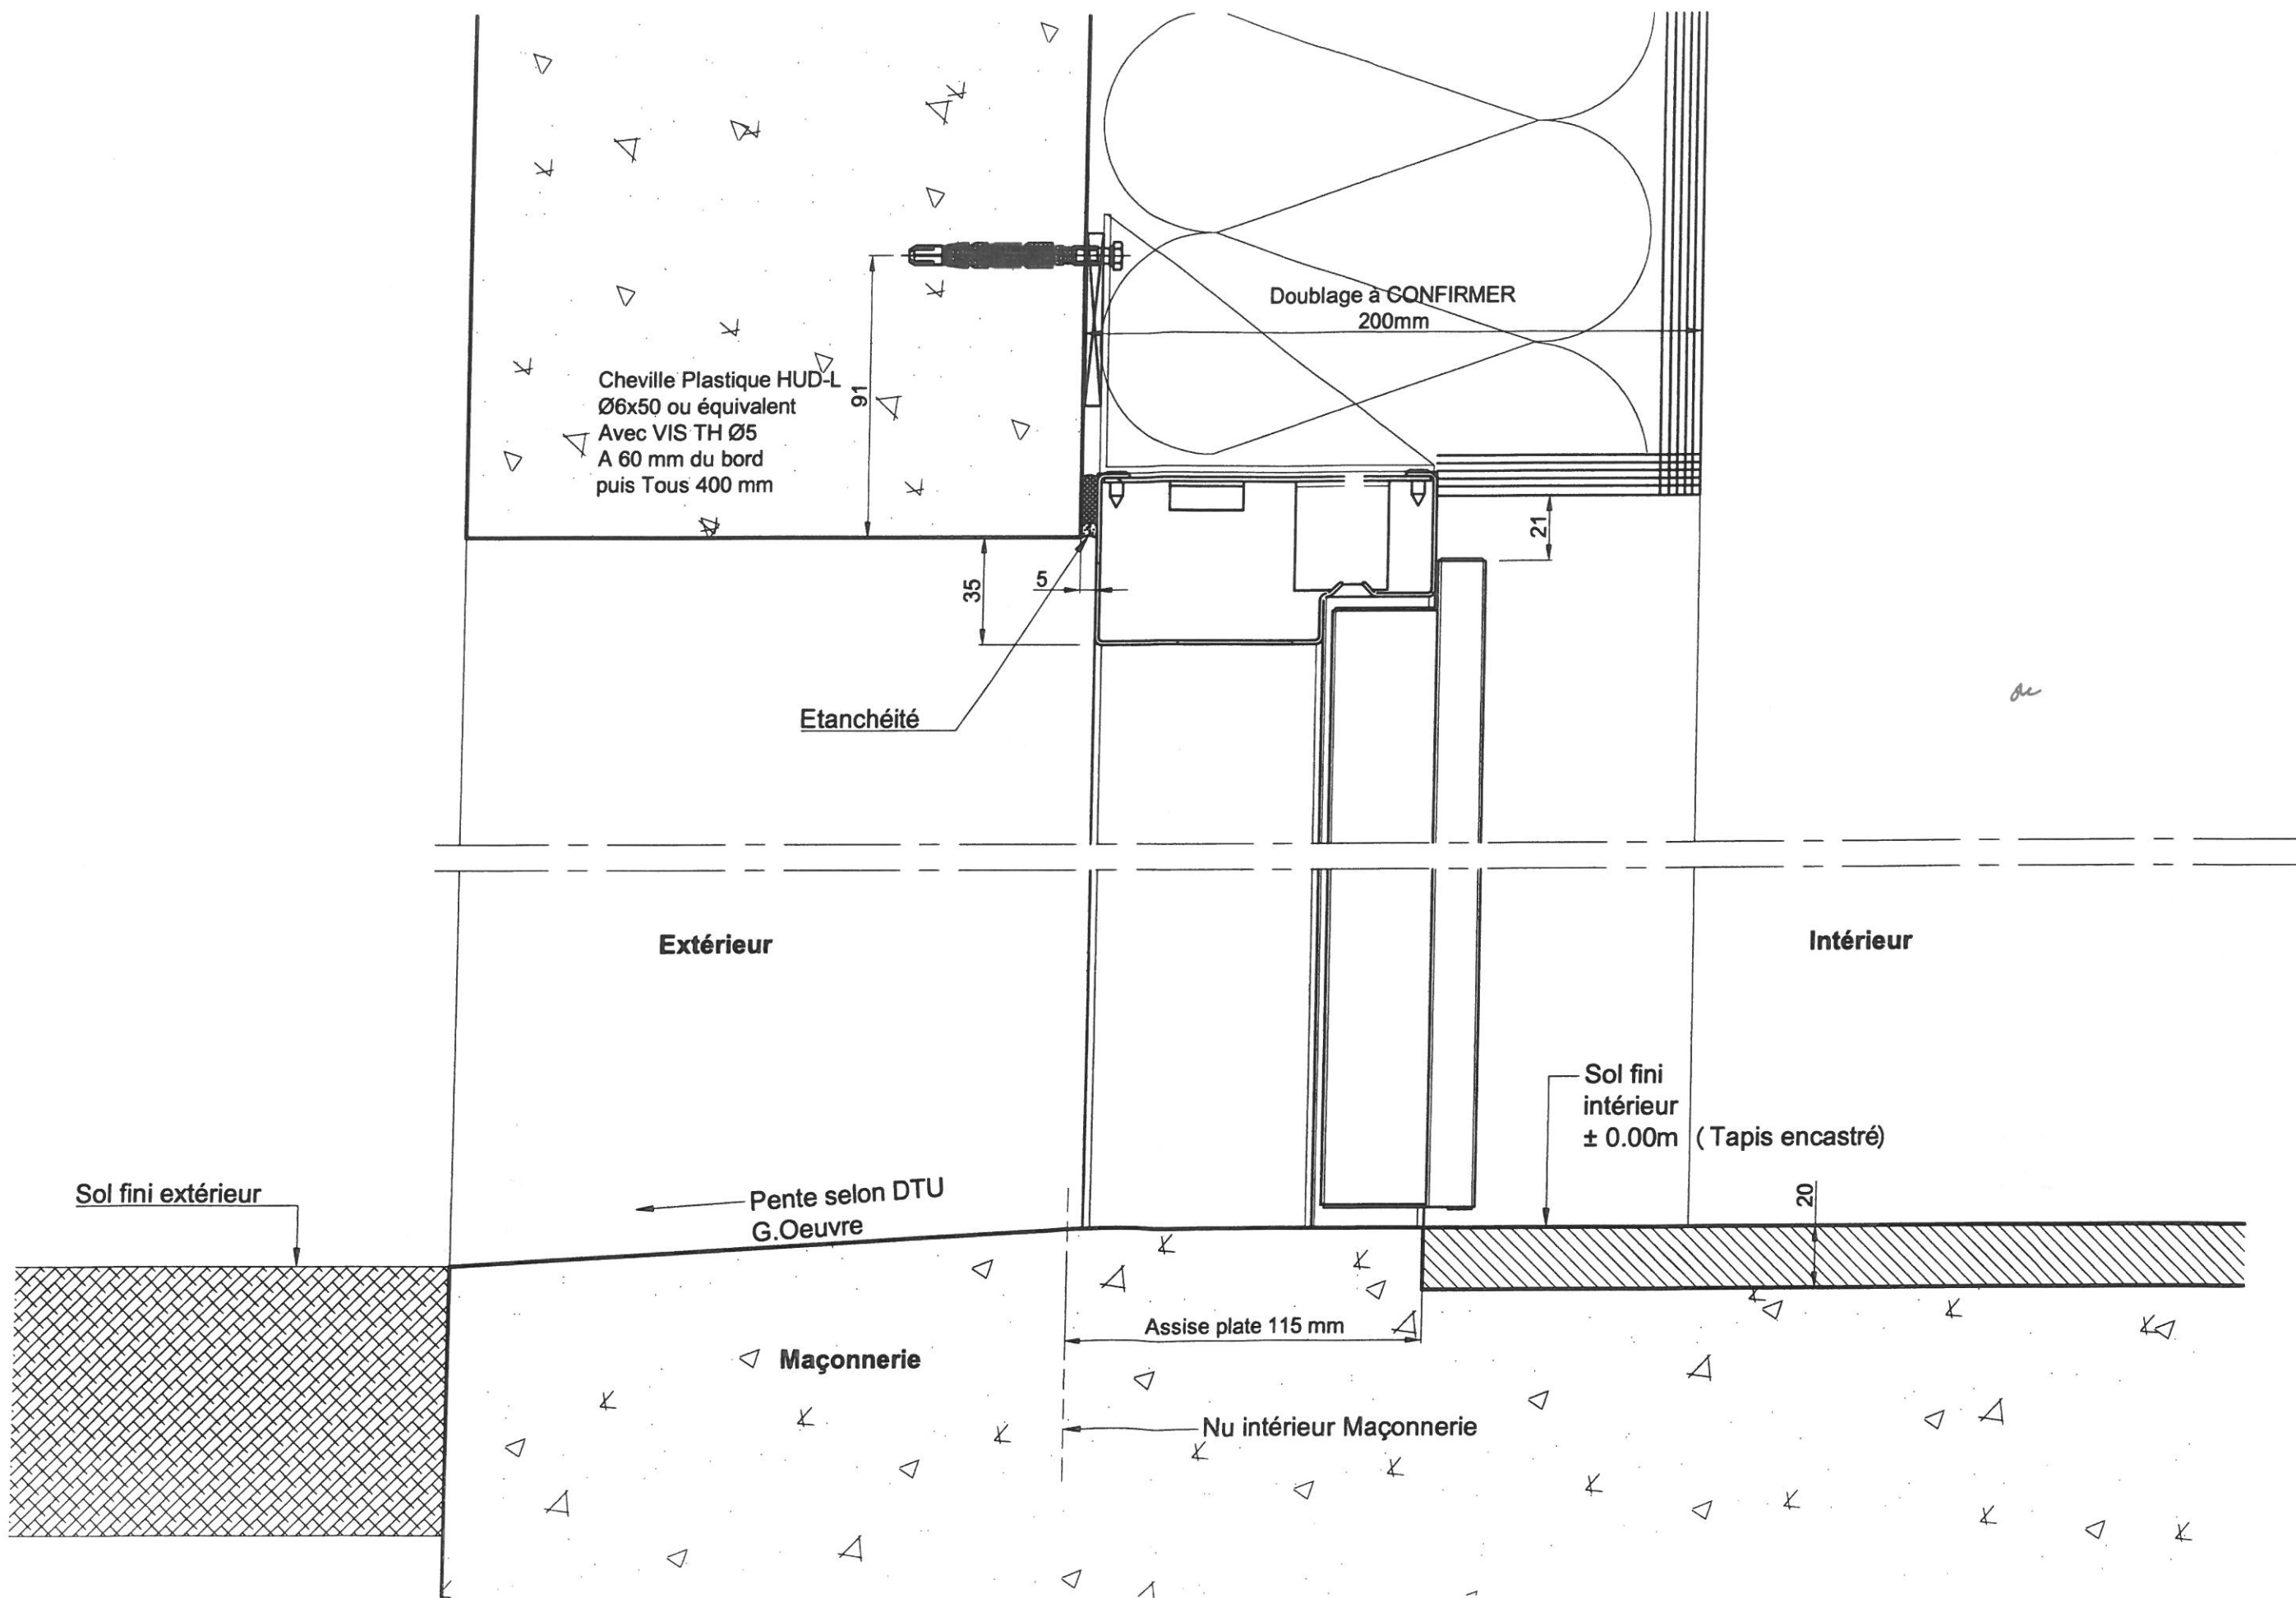 Doublage à CONFIRMER
200mm
Cheville Plastique HUD-L
Ø6x50 ou équivalent
Avec VIS TH Ø5
A 60 mm du bord
puis Tous 400 mm
91
21
35
5
Etanchéité
Extérieur
Intérieur
Sol fini
intérieur
± 0.00m (Tapis encastré)
Sol fini extérieur
Pente selon DTU
G.Oeuvre
20
Assise plate 115 mm
Maçonnerie
Nu intérieur Maçonnerie